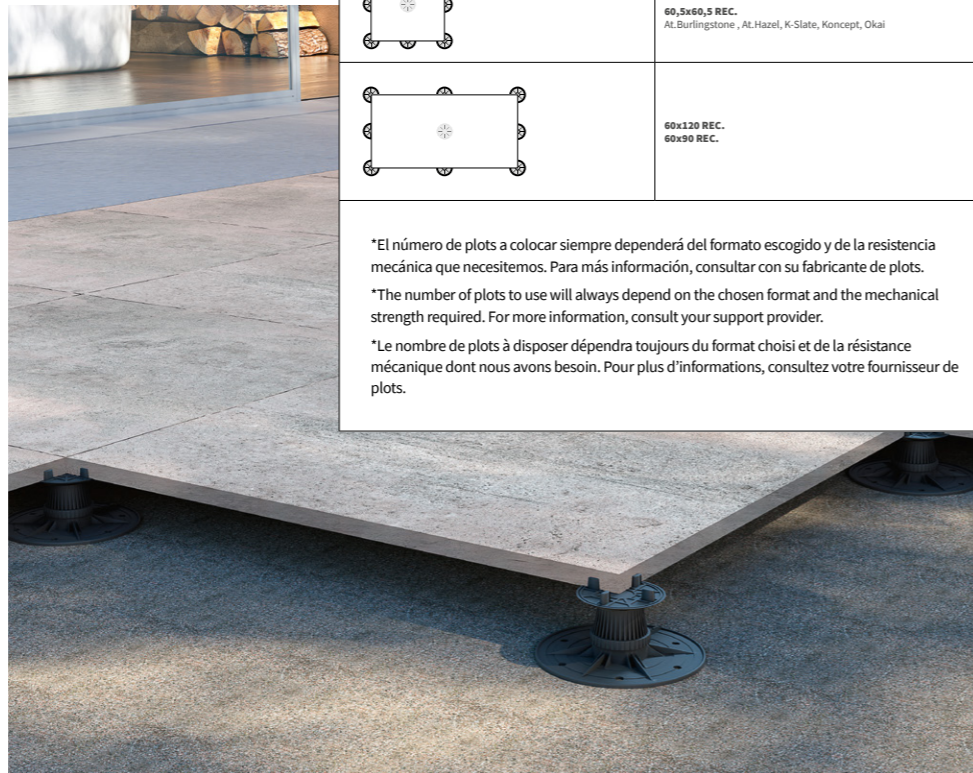 60,5x60,5 REC.
At.Burlingstone , At.Hazel, K-Slate, Koncept, Okai
60x120 REC.
60x90 REC.
*El número de plots a colocar siempre dependerá del formato escogido y de la resistencia
mecánica que necesitemos. Para más información, consultar con su fabricante de plots.
*The number of plots to use will always depend on the chosen format and the mechanical
strength required. For more information, consult your support provider.
*Le nombre de plots à disposer dépendra toujours du format choisi et de la résistance
mécanique dont nous avons besoin. Pour plus d’informations, consultez votre fournisseur de
plots.